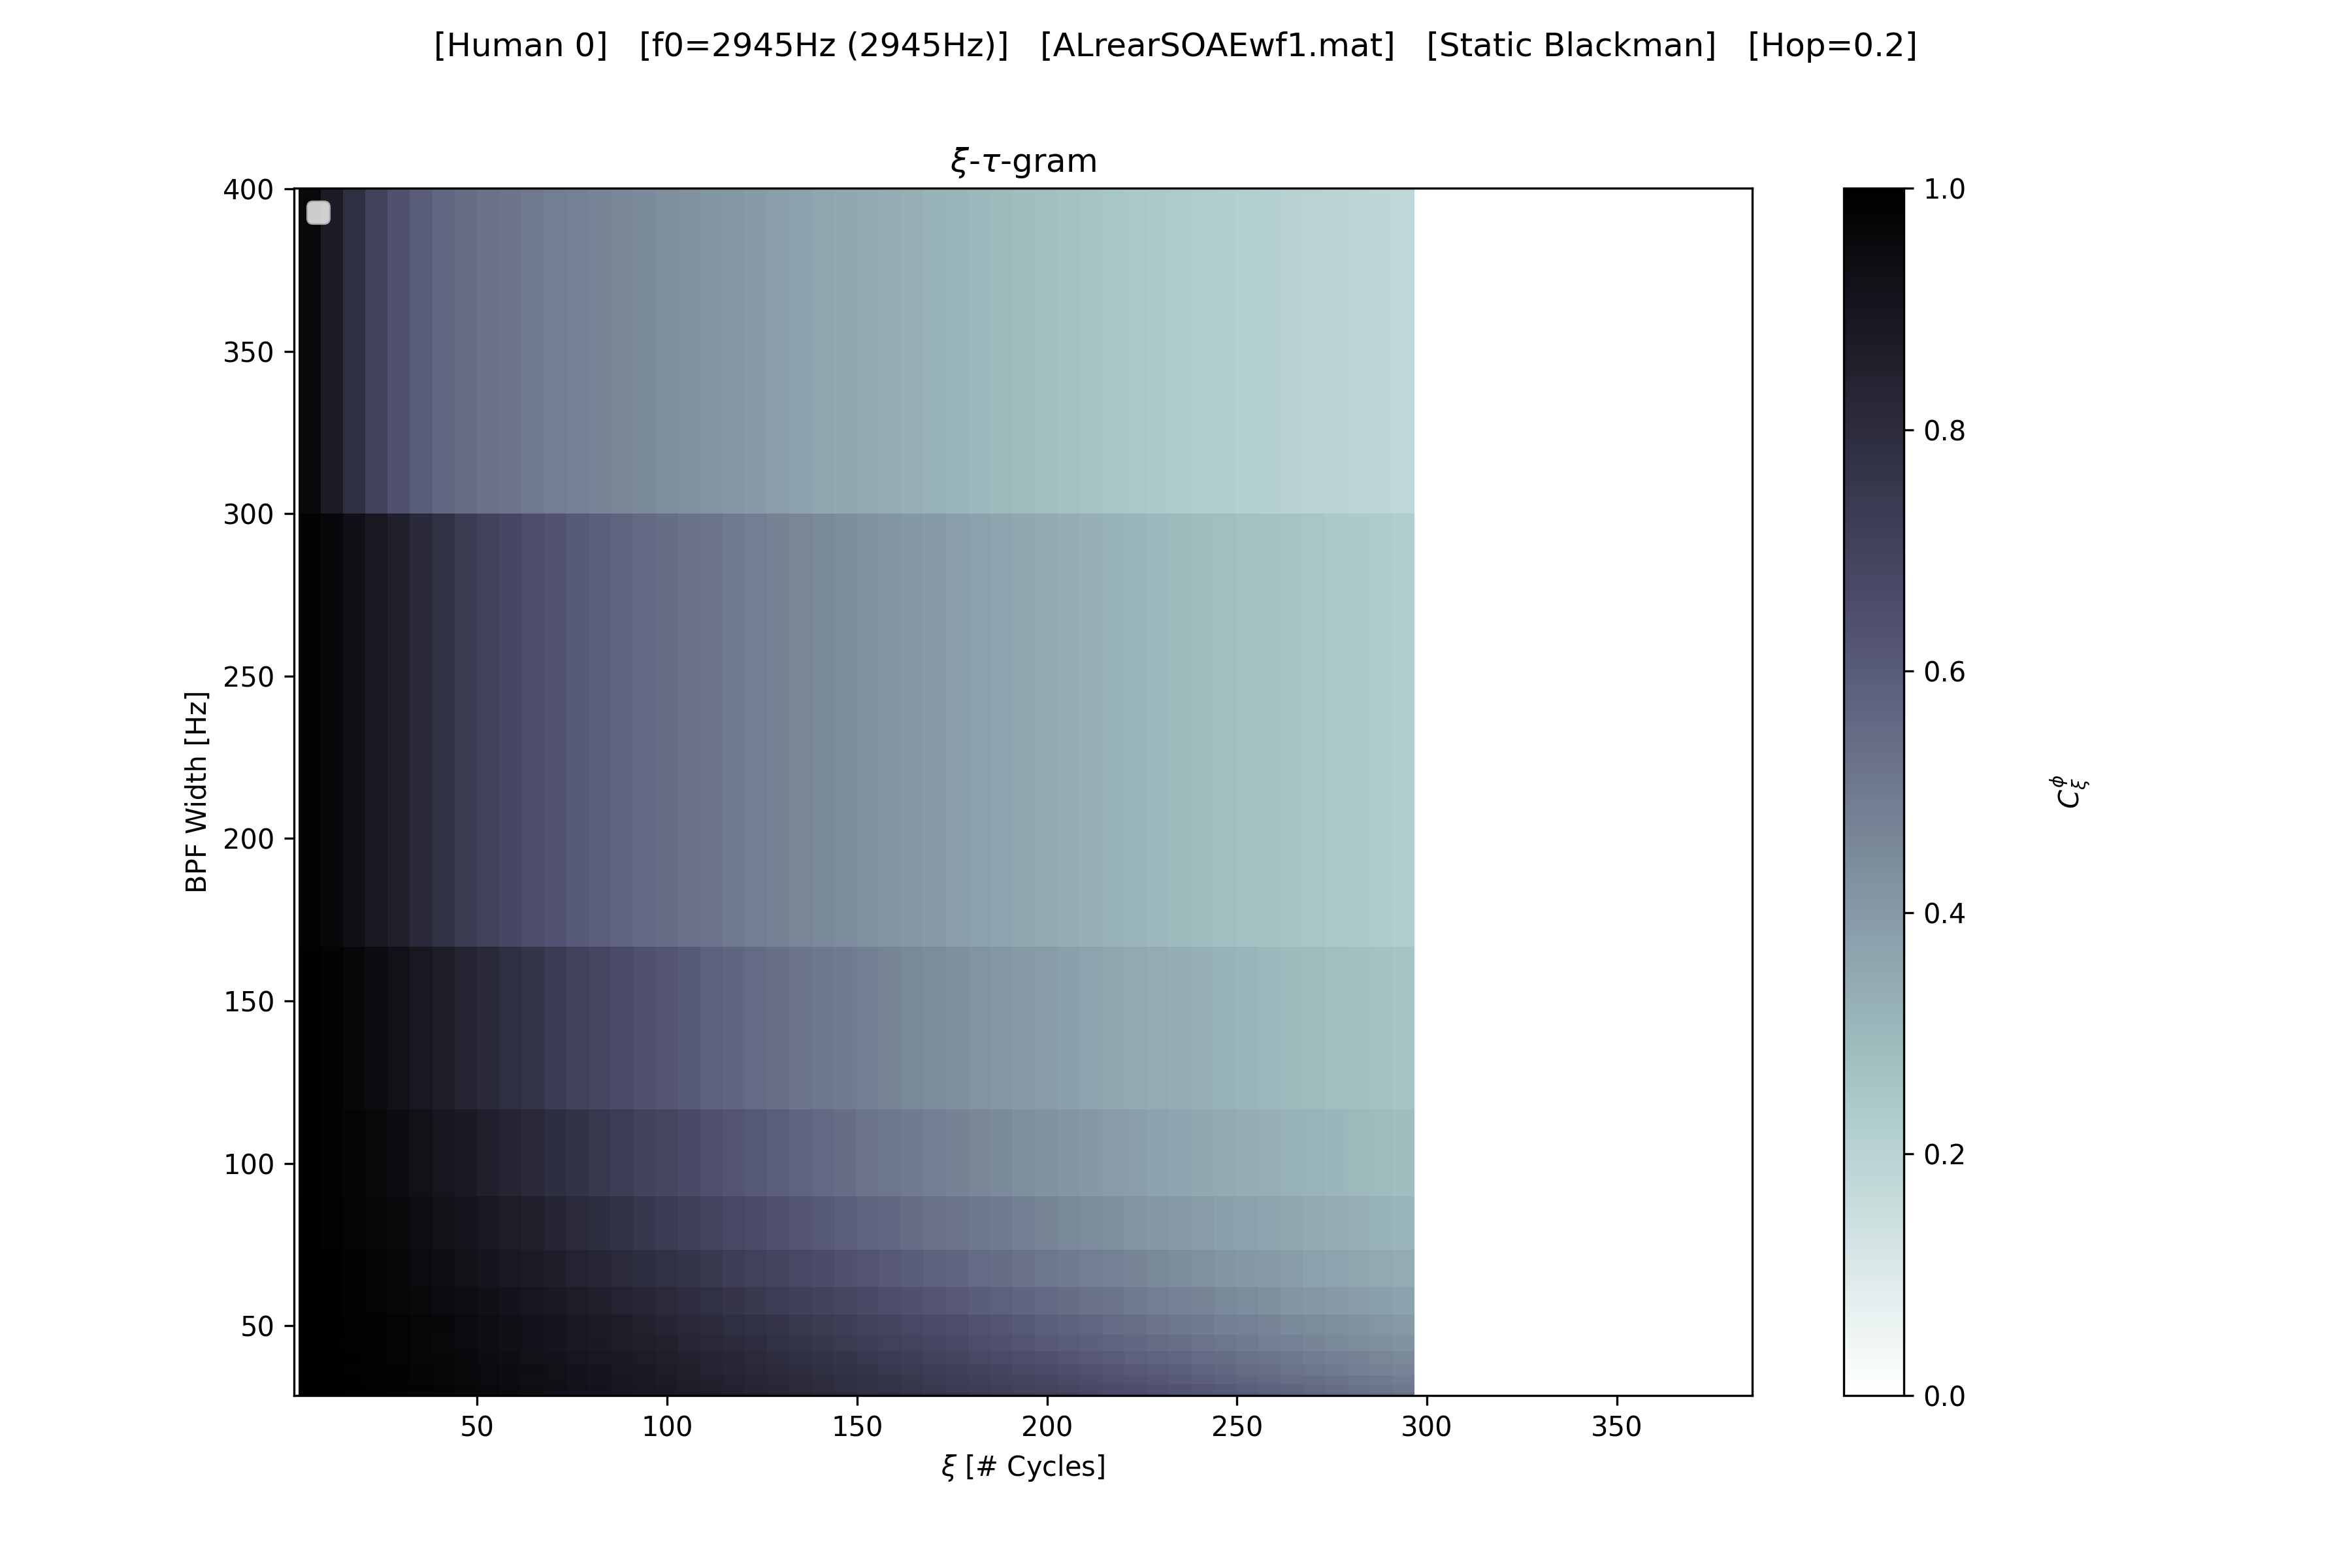 [Human 0]   [f0=2945Hz (2945Hz)]   [ALrearSOAEwf1.mat]   [Static Blackman]   [Hop=0.2]
ξ-τ-gram
BPF Width [Hz]
400
350
300
250
200
150
100
50
50 100 150 200 250 300 350
ξ [# Cycles]
1.0
0.8
0.6
0.4
0.2
0.0
C_ξ^ϕ